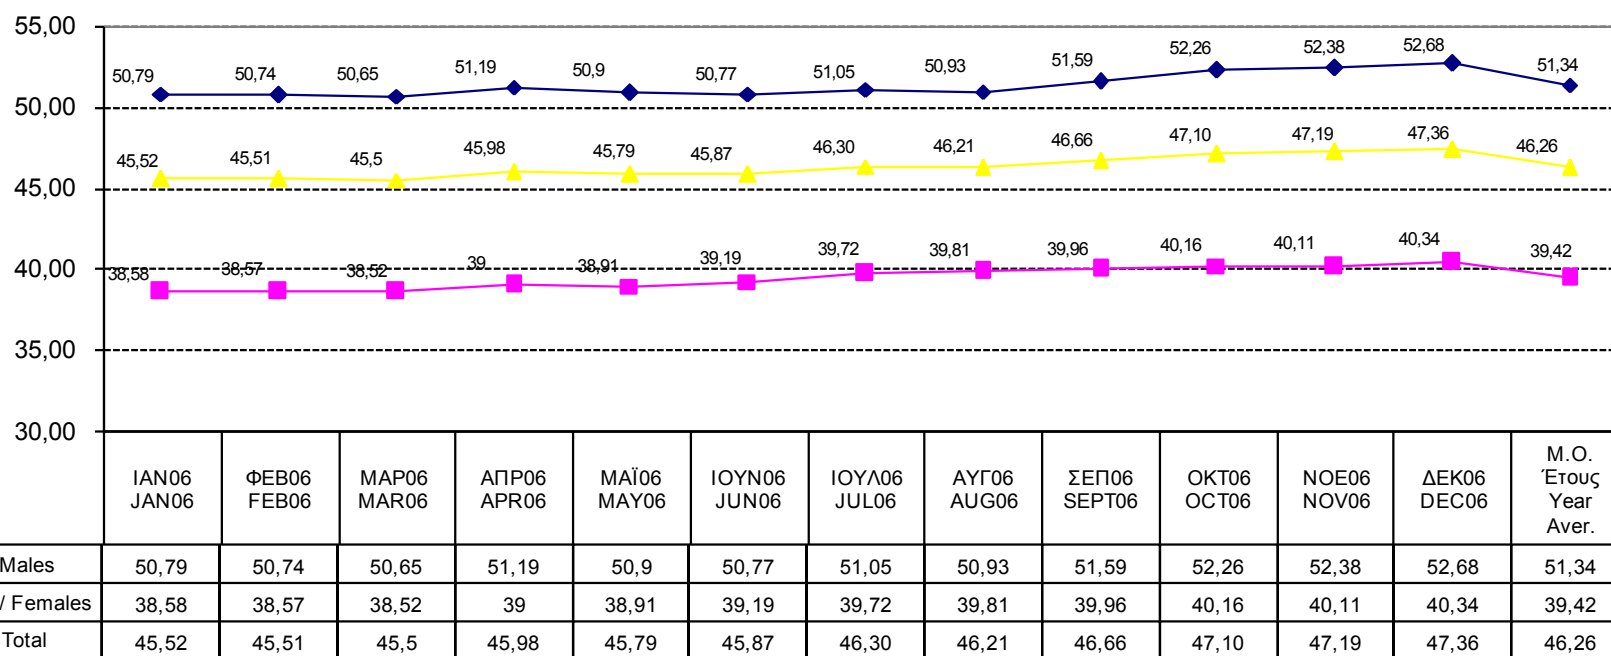 55,00
50,79 50,74 50,65 51,19 50,9 50,77 51,05 50,93 51,59 52,26 52,38 52,68 51,34
50,00
45,52 45,51 45,5 45,98 45,79 45,87 46,30 46,21 46,66 47,10 47,19 47,36 46,26
45,00
38,58 38,57 38,52 39 38,91 39,19 39,72 39,81 39,96 40,16 40,11 40,34 39,42
40,00
35,00
30,00
ΙΑΝ06 ΦΕΒ06 ΜΑΡ06 ΑΠΡ06 ΜΑΪ06 ΙΟΥΝ06 ΙΟΥΛ06 ΑΥΓ06 ΣΕΠ06 ΟΚΤ06 ΝΟΕ06 ΔΕΚ06 Μ.Ο. Έτους
JAN06 FEB06 MAR06 APR06 MAY06 JUN06 JUL06 AUG06 SEPT06 OCT06 NOV06 DEC06 Year Aver.
Males 50,79 50,74 50,65 51,19 50,9 50,77 51,05 50,93 51,59 52,26 52,38 52,68 51,34
/ Females 38,58 38,57 38,52 39 38,91 39,19 39,72 39,81 39,96 40,16 40,11 40,34 39,42
Total 45,52 45,51 45,5 45,98 45,79 45,87 46,30 46,21 46,66 47,10 47,19 47,36 46,26